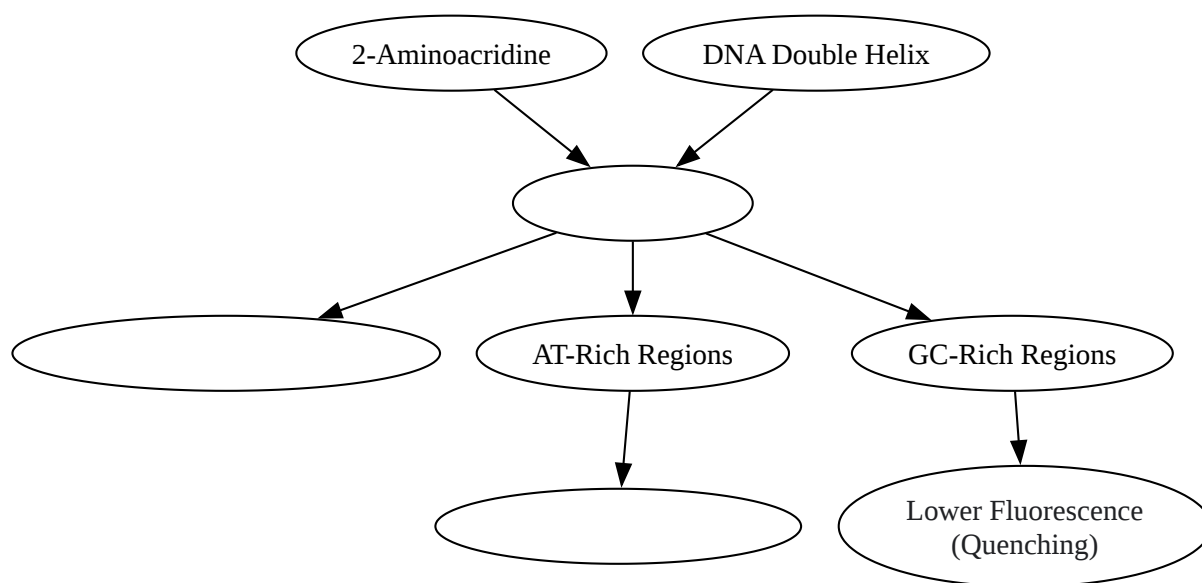 2-Aminoacridine
DNA Double Helix
AT-Rich Regions
GC-Rich Regions
Lower Fluorescence
(Quenching)